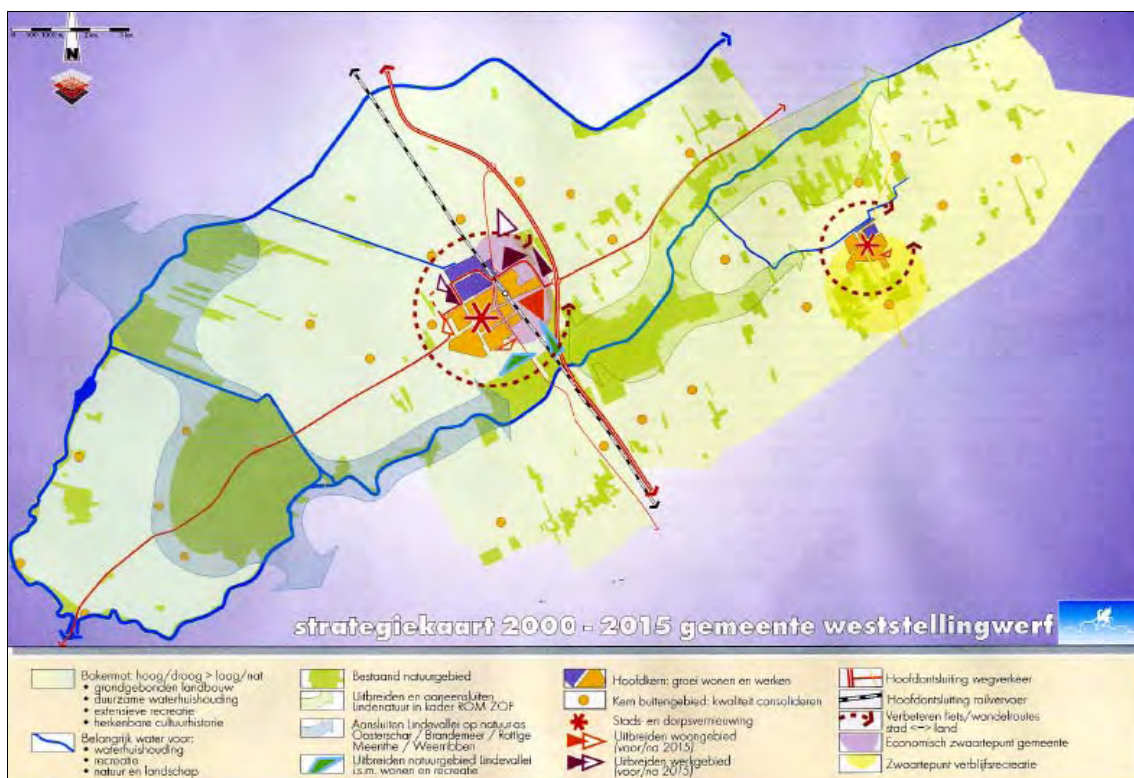 N
strategiekaart 2000 - 2015 gemeente weststellingwerf
Bakermat: hoog/droog > laag/nat
• grondgebonden landbouw
• duurzame waterhuishouding
• extensieve recreatie
• herkenbare cultuurhistorie
Belangrijk water voor:
• waterhuishouding
• recreatie
• natuur en landschap
Bestaand natuurgebied
Uitbreiden en aaneensluiten
Lindenatuur in kader ROM ZOF
Aansluiten Lindevallei op natuur-as
Oosterschar / Brandemeer / Rottige
Meenthe / Weerribben
Uitbreiden natuurgebied Lindevallei
i.s.m. wonen en recreatie
Hoofdkern: groei wonen en werken
Kern buitengebied: kwaliteit consolideren
Stads- en dorpsvernieuwing
Uitbreiden woongebied
(voor/na 2015)
Uitbreiden werkgebied
(voor/na 2015)
Hoofdontsluiting wegverkeer
Hoofdontsluiting railvervoer
Verbeteren fiets/wandelroutes
stad <-> land
Economisch zwaartepunt gemeente
Zwaartepunt verblijfsrecreatie